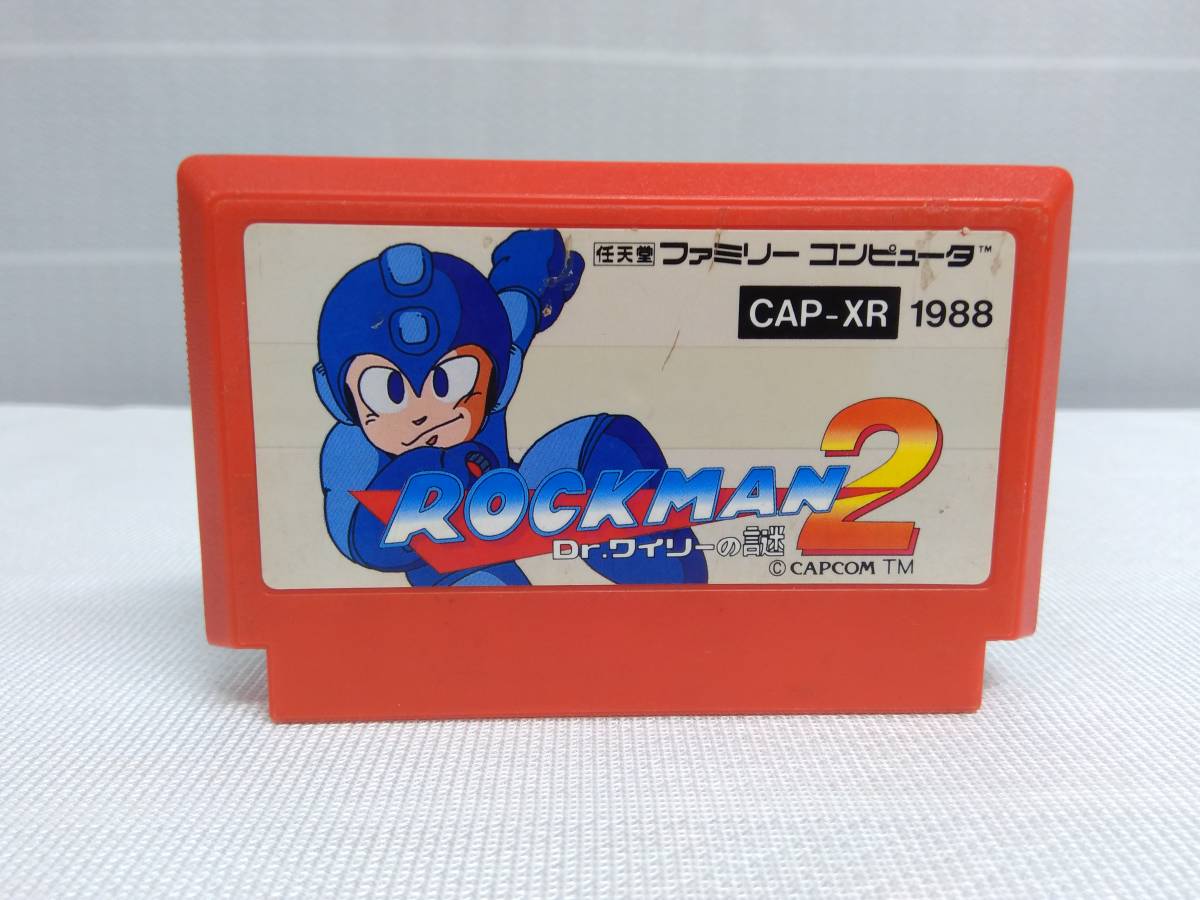 任天堂 ファミリー コンピュータ™
CAP-XR 1988
ROCKMAN 2
Dr.ワイリーの謎
©CAPCOM TM